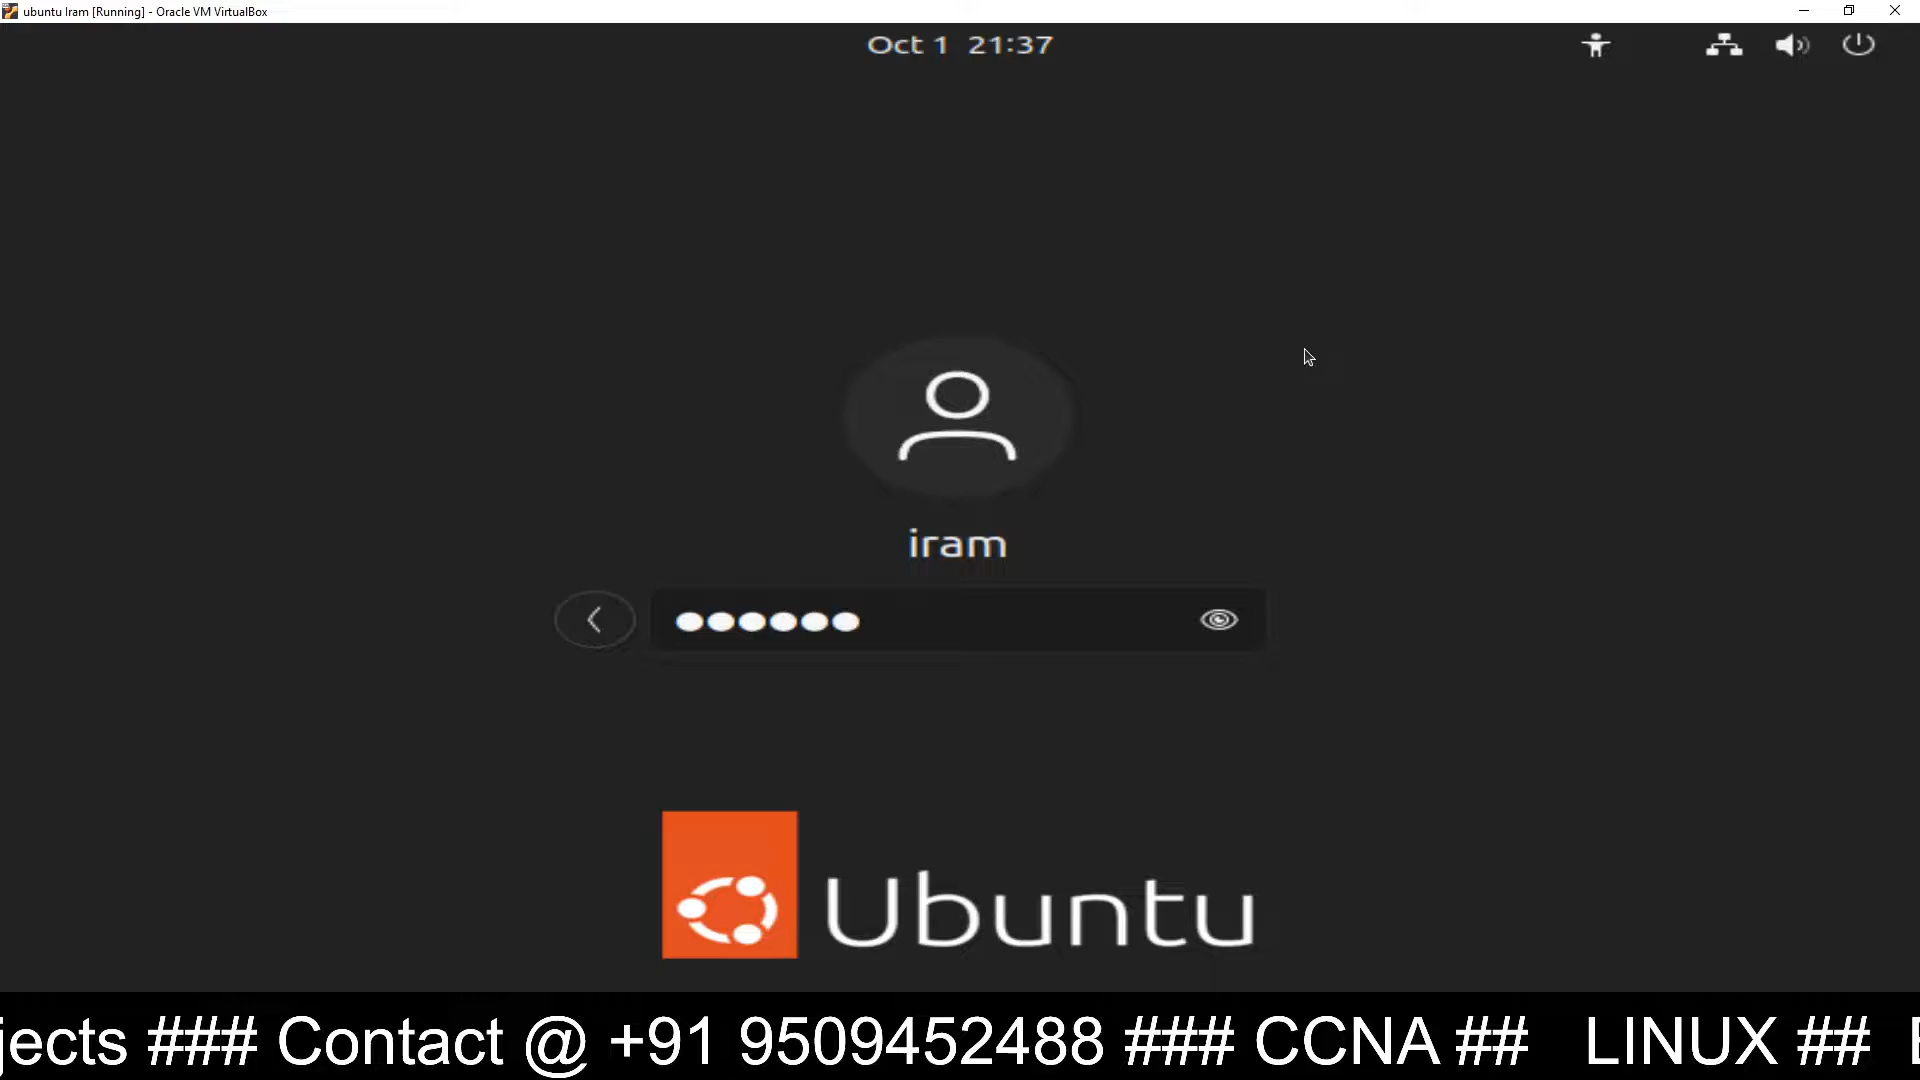 ubuntu Iram [Running] - Oracle VM VirtualBox
Oct 1 21:37
iram
Ubuntu
jects ### Contact @ +91 9509452488 ### CCNA ## LINUX ##